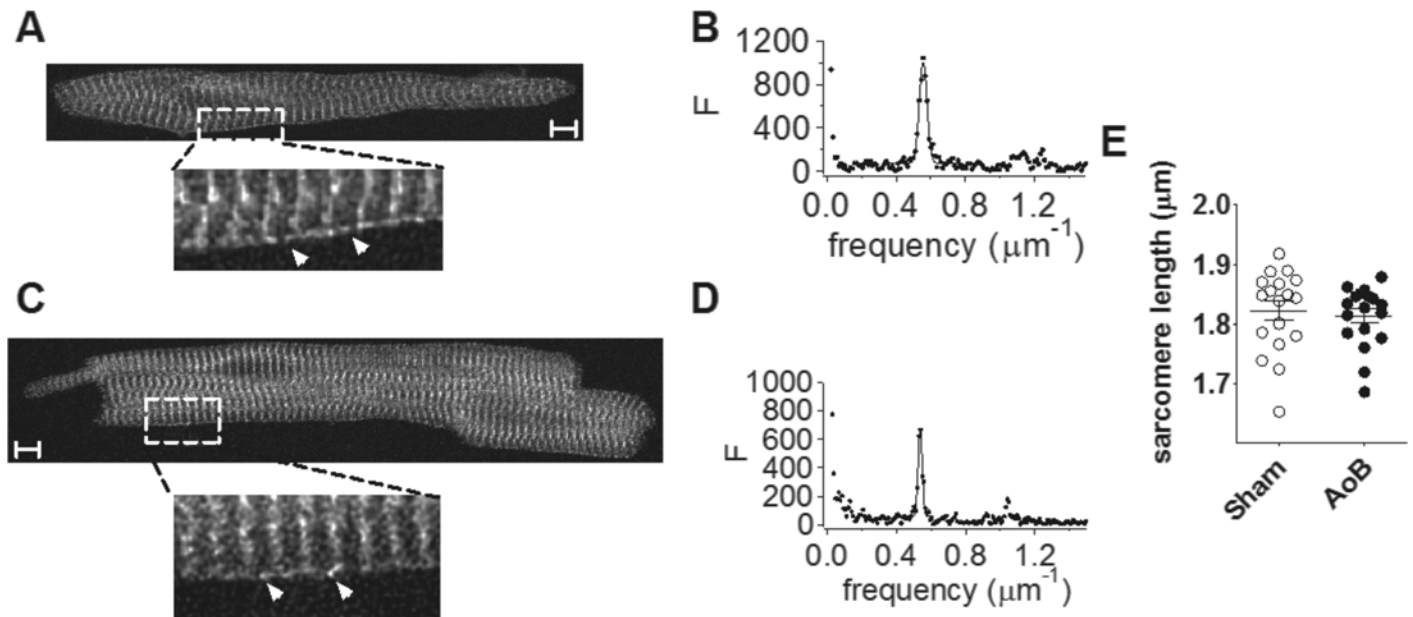 A
B
1200
800
400
0
F
0.0 0.4 0.8 1.2
frequency (μm⁻¹)
C
D
1000
800
600
400
200
0
F
0.0 0.4 0.8 1.2
frequency (μm⁻¹)
E
2.0
1.9
1.8
1.7
sarcomere length (μm)
Sham
AoB